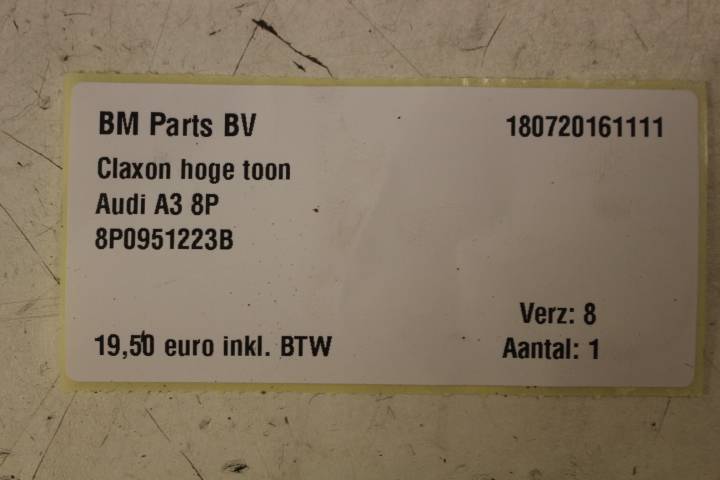 BM Parts BV 180720161111
Claxon hoge toon
Audi A3 8P
8P0951223B
Verz: 8
19,50 euro inkl. BTW Aantal: 1